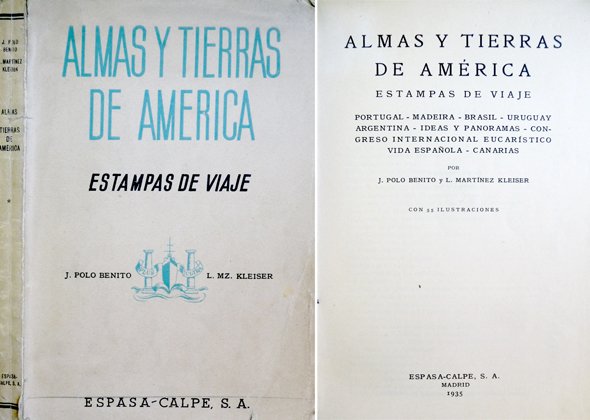 J. POLO
BENITO
L. MARTÍNEZ
KLEISER
ALMAS
Y
TIERRAS
DE
AMÉRICA
ESPASA-
CALPE, S. A.
ALMAS Y TIERRAS
DE AMERICA
ESTAMPAS DE VIAJE
J. POLO BENITO L. MZ. KLEISER
ESPASA-CALPE, S. A.
ALMAS Y TIERRAS
DE AMÉRICA
ESTAMPAS DE VIAJE
PORTUGAL - MADEIRA - BRASIL - URUGUAY
ARGENTINA - IDEAS Y PANORAMAS - CON-
GRESO INTERNACIONAL EUCARÍSTICO
VIDA ESPAÑOLA - CANARIAS
POR
J. POLO BENITO y L. MARTÍNEZ KLEISER
CON 55 ILUSTRACIONES
ESPASA-CALPE, S. A.
MADRID
1935